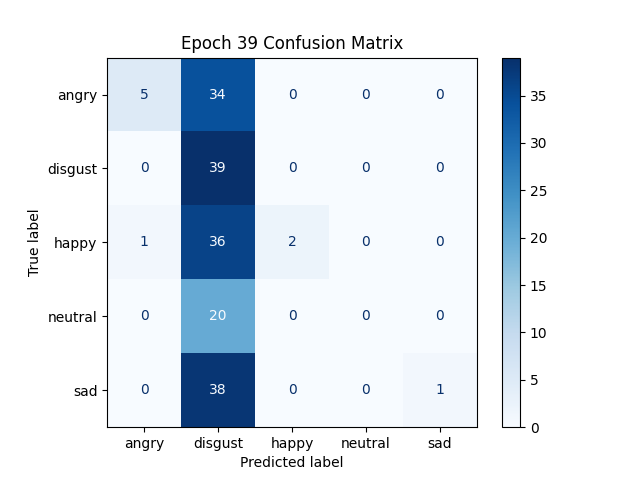 Epoch 39 Confusion Matrix
True label
angry 5 34 0 0 0
disgust 0 39 0 0 0
happy 1 36 2 0 0
neutral 0 20 0 0 0
sad 0 38 0 0 1
angry disgust happy neutral sad
Predicted label
35
30
25
20
15
10
5
0